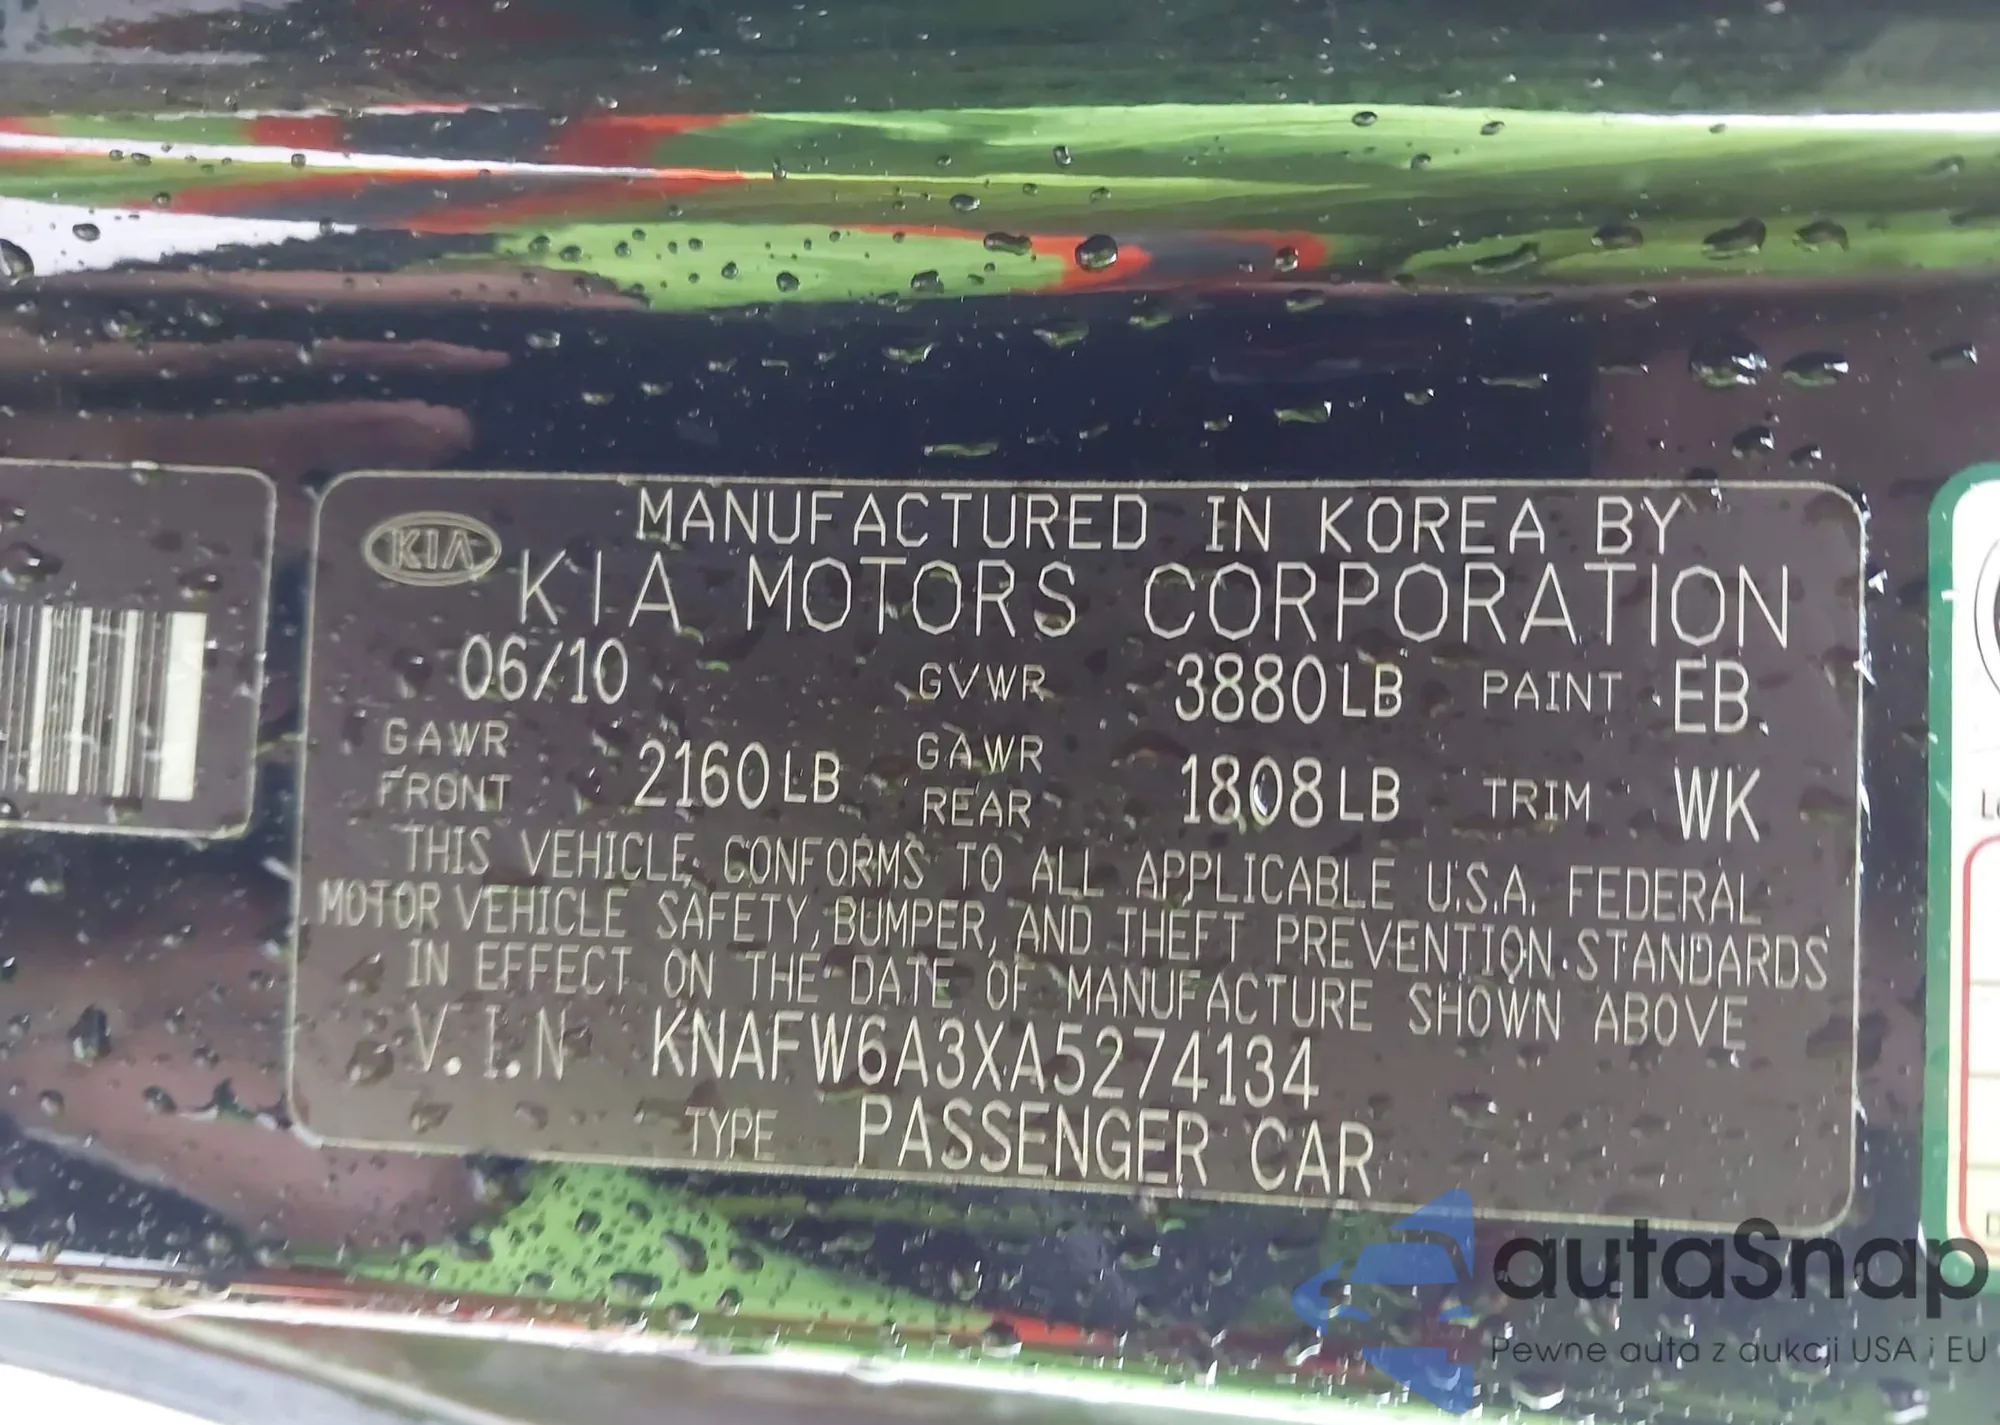 KIA
MANUFACTURED IN KOREA BY
KIA MOTORS CORPORATION
06/10 GVWR 3880LB PAINT EB
GAWR FRONT 2160LB GAWR REAR 1808LB TRIM WK
THIS VEHICLE CONFORMS TO ALL APPLICABLE U.S.A. FEDERAL
MOTOR VEHICLE SAFETY, BUMPER, AND THEFT PREVENTION STANDARDS
IN EFFECT ON THE DATE OF MANUFACTURE SHOWN ABOVE
V.I.N KNAFW6A3XA5274134
TYPE PASSENGER CAR
autaSnap
Pewne auta z aukcji USA i EU